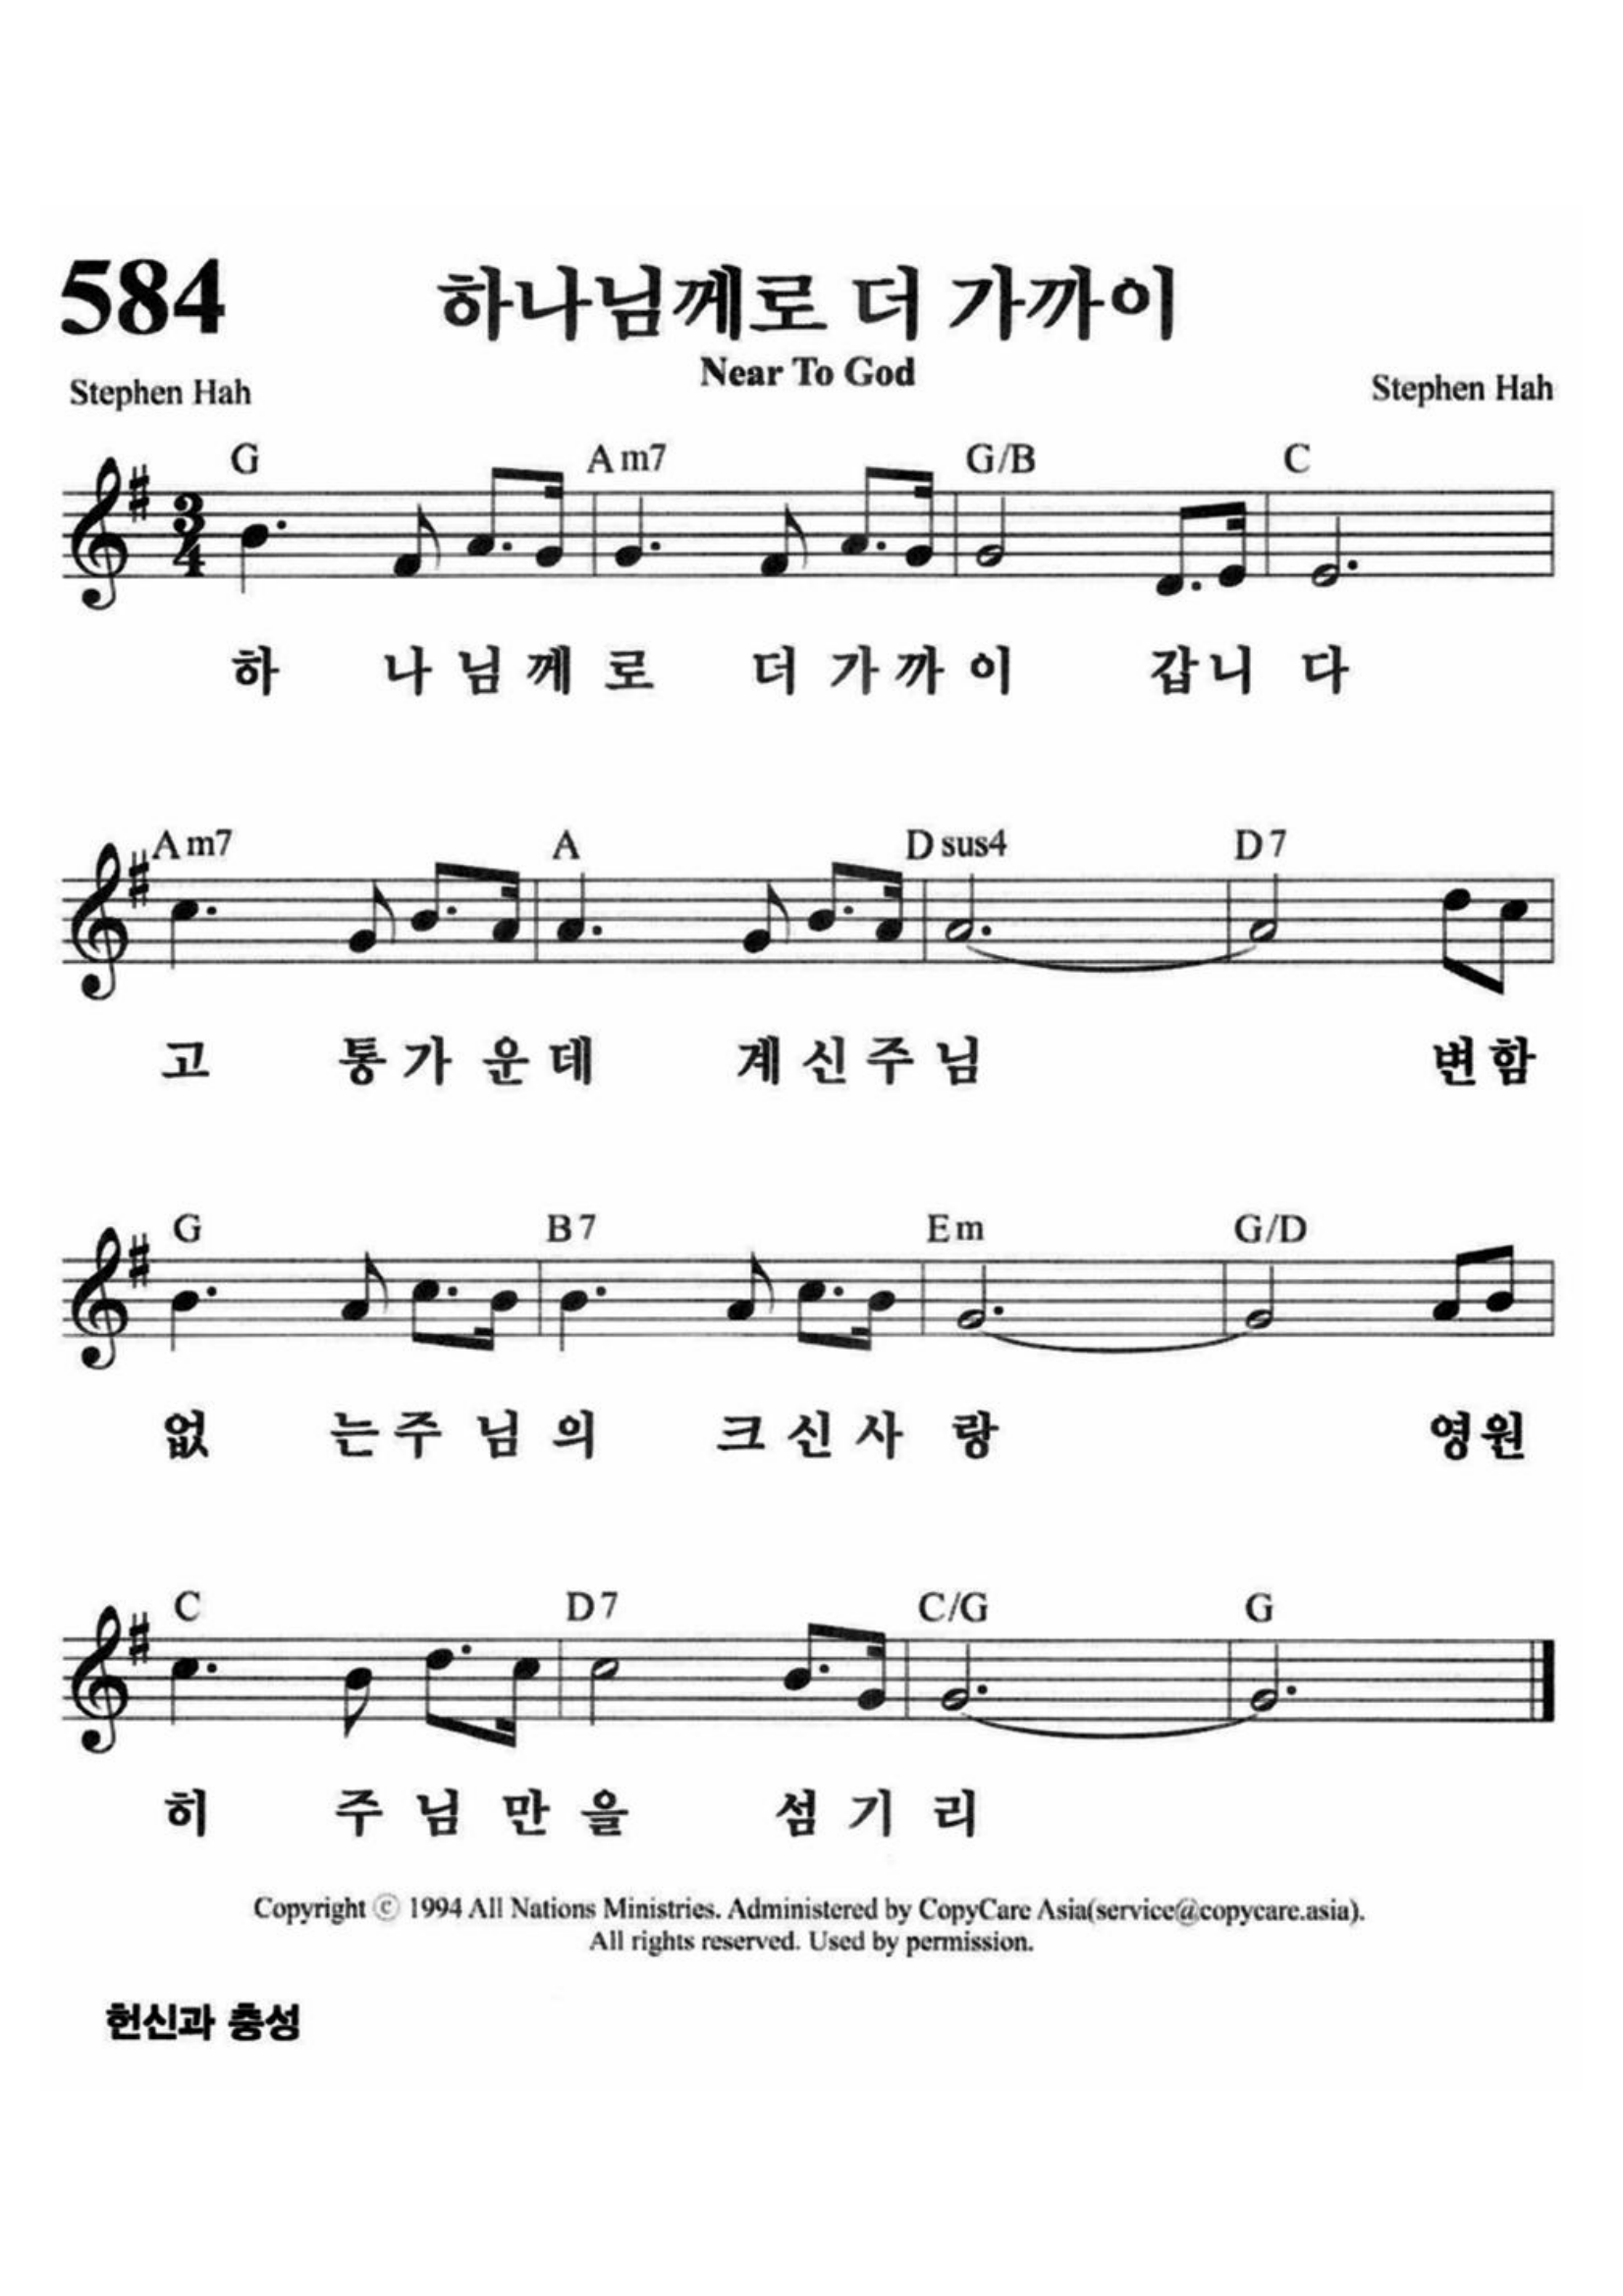 584
하나님께로 더 가까이
Near To God
Stephen Hah
Stephen Hah
G Am7 G/B C
3/4
하 나 님 께 로 더 가 까 이 갑 니 다
Am7 A Dsus4 D7
고 통 가 운 데 계 신 주 님 변 함
G B7 Em G/D
없 는 주 님 의 크 신 사 랑 영 원
C D7 C/G G
히 주 님 만 을 섬 기 리
Copyright ⓒ 1994 All Nations Ministries. Administered by CopyCare Asia(service@copycare.asia).
All rights reserved. Used by permission.
헌신과 충성